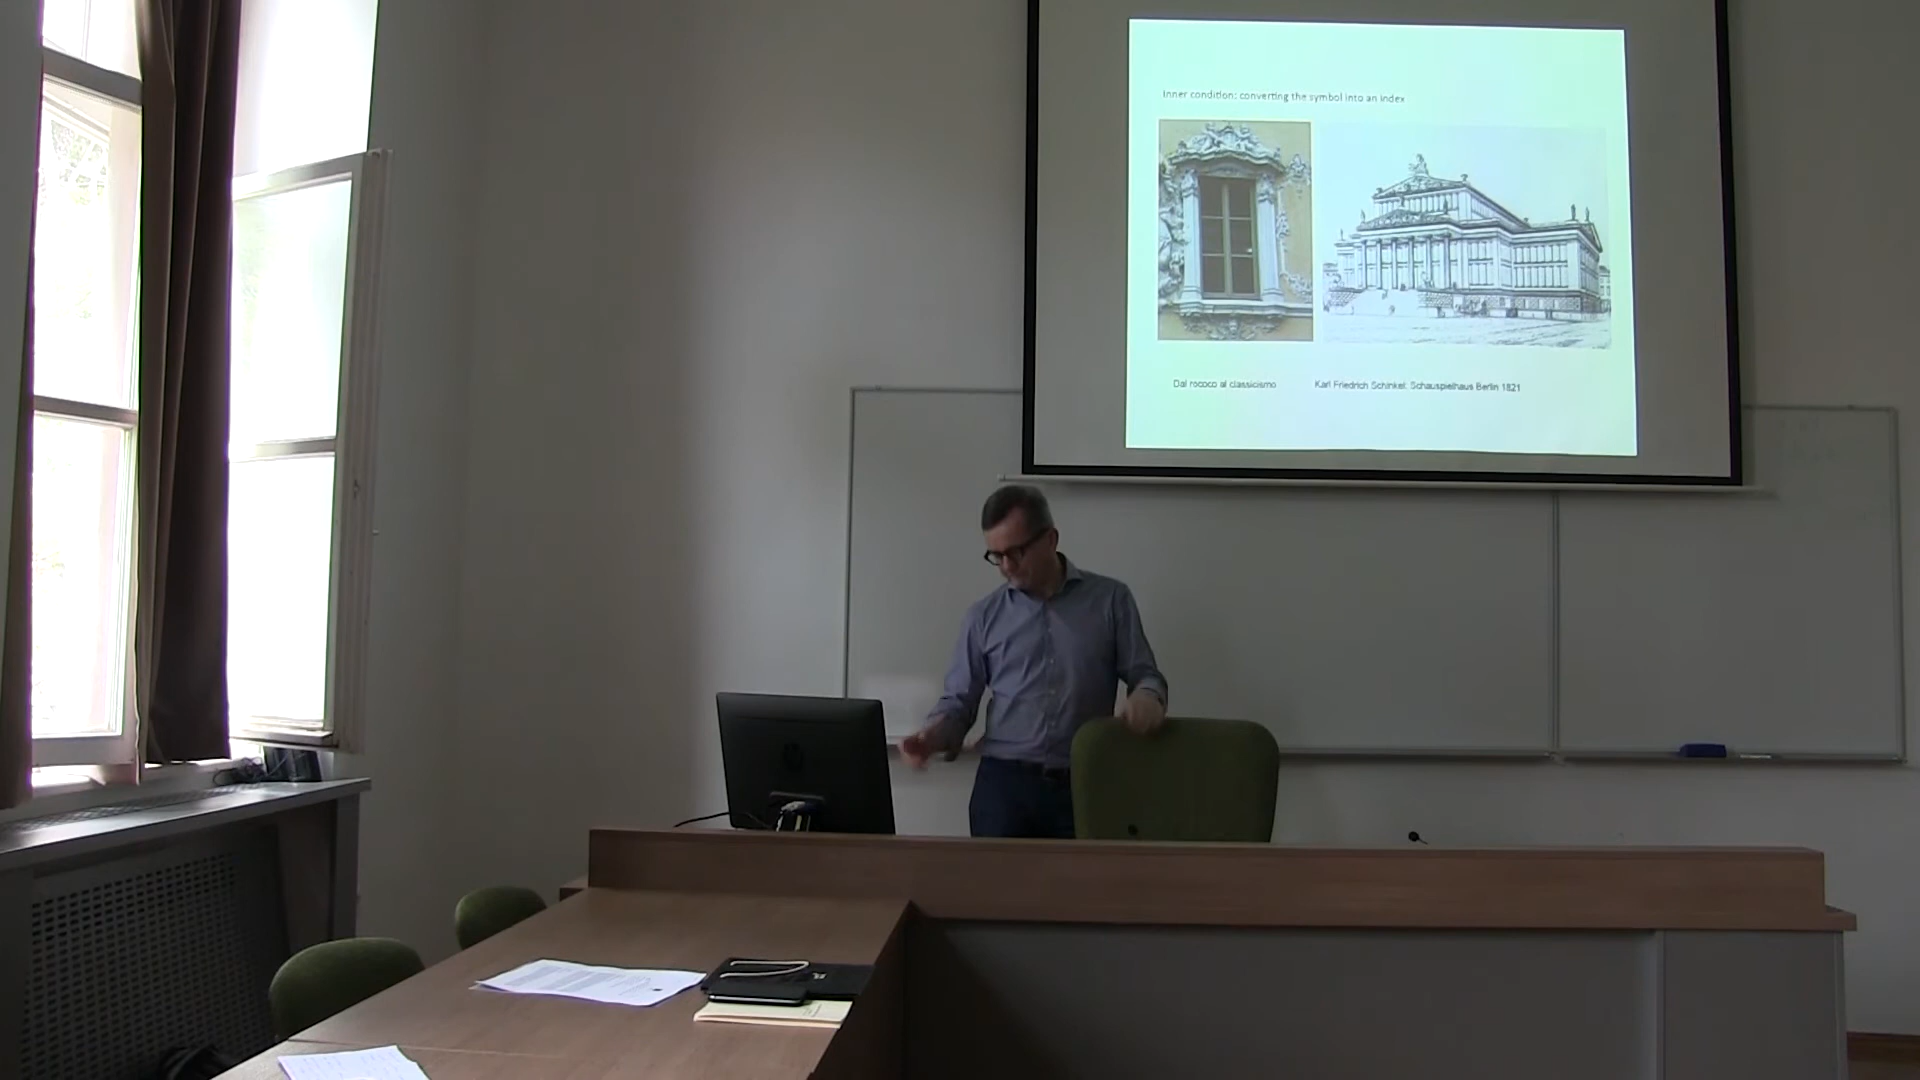 Inner condition: converting the symbol into an index
Dal rococo al classicismo
Karl Friedrich Schinkel: Schauspielhaus Berlin 1821